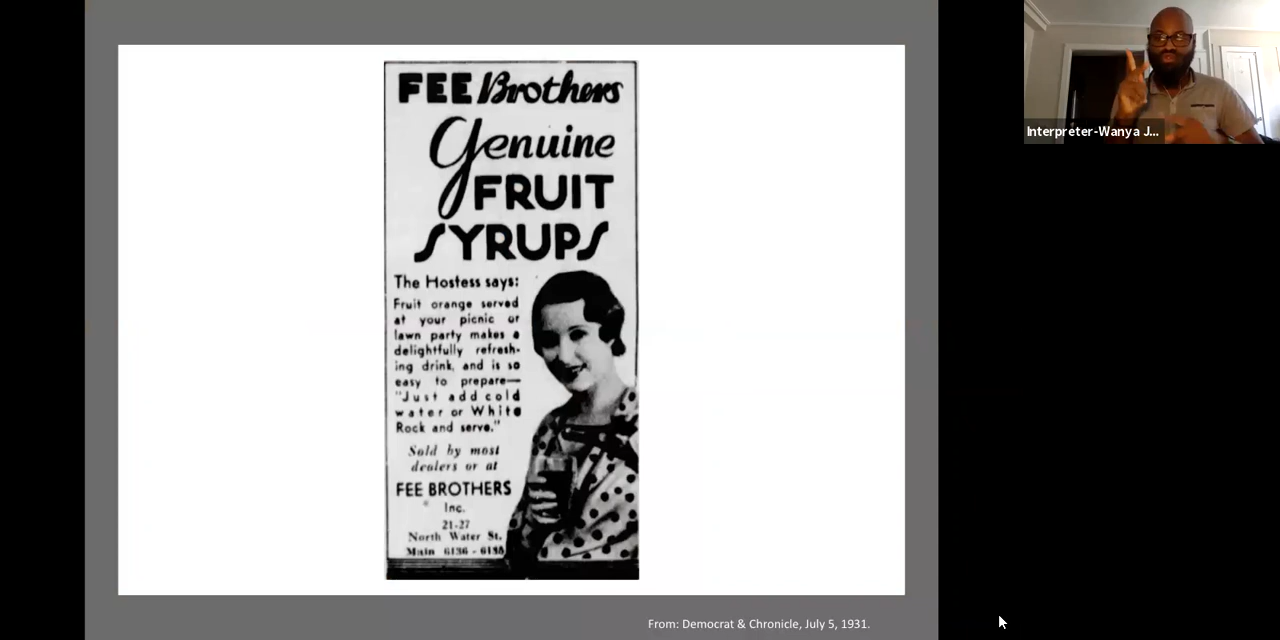 FEE Brothers
Genuine
FRUIT
SYRUPS
The Hostess says:
Fruit orange served
at your picnic or
lawn party makes a
delightfully refresh-
ing drink, and is so
easy to prepare—
"Just add cold
water or White
Rock and serve."
Sold by most
dealers or at
FEE BROTHERS
Inc.
21-27
North Water St.
Main 6136 - 6138
From: Democrat & Chronicle, July 5, 1931.
Interpreter-Wanya J...